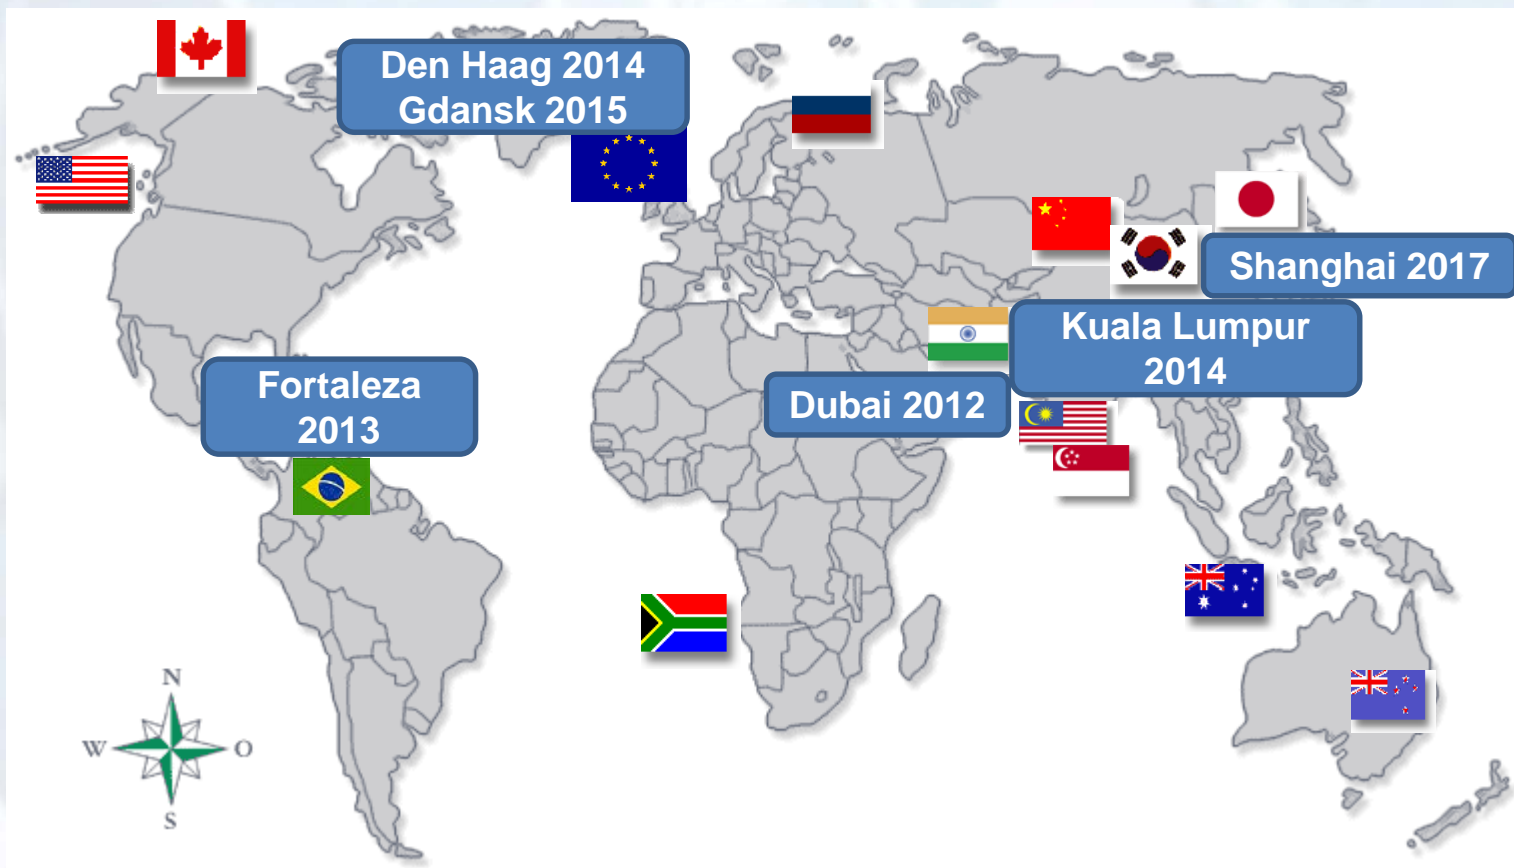 Den Haag 2014
Gdansk 2015
Shanghai 2017
Kuala Lumpur
2014
Fortaleza
2013
Dubai 2012
N
W
O
S